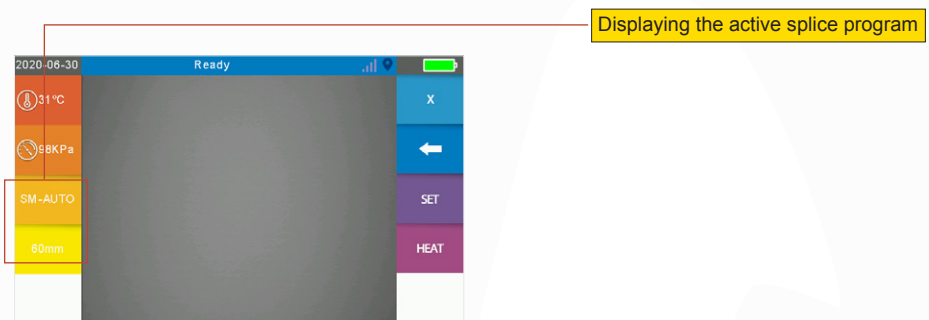 Displaying the active splice program
2020-06-30 Ready
31°C X
98KPa
SM-AUTO SET
60mm HEAT